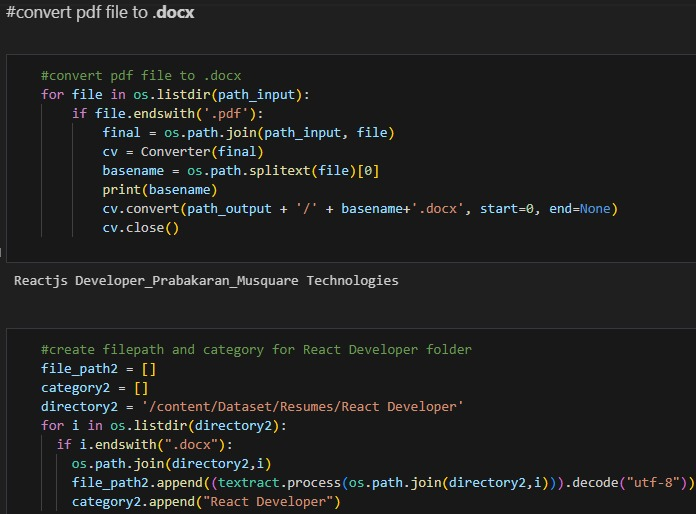 #convert pdf file to .docx
#convert pdf file to .docx
for file in os.listdir(path_input):
    if file.endswith('.pdf'):
        final = os.path.join(path_input, file)
        cv = Converter(final)
        basename = os.path.splitext(file)[0]
        print(basename)
        cv.convert(path_output + '/' + basename+'.docx', start=0, end=None)
        cv.close()
Reactjs Developer_Prabakaran_Musquare Technologies
#create filepath and category for React Developer folder
file_path2 = []
category2 = []
directory2 = '/content/Dataset/Resumes/React Developer'
for i in os.listdir(directory2):
  if i.endswith(".docx"):
    os.path.join(directory2,i)
    file_path2.append((textract.process(os.path.join(directory2,i))).decode("utf-8"))
    category2.append("React Developer")